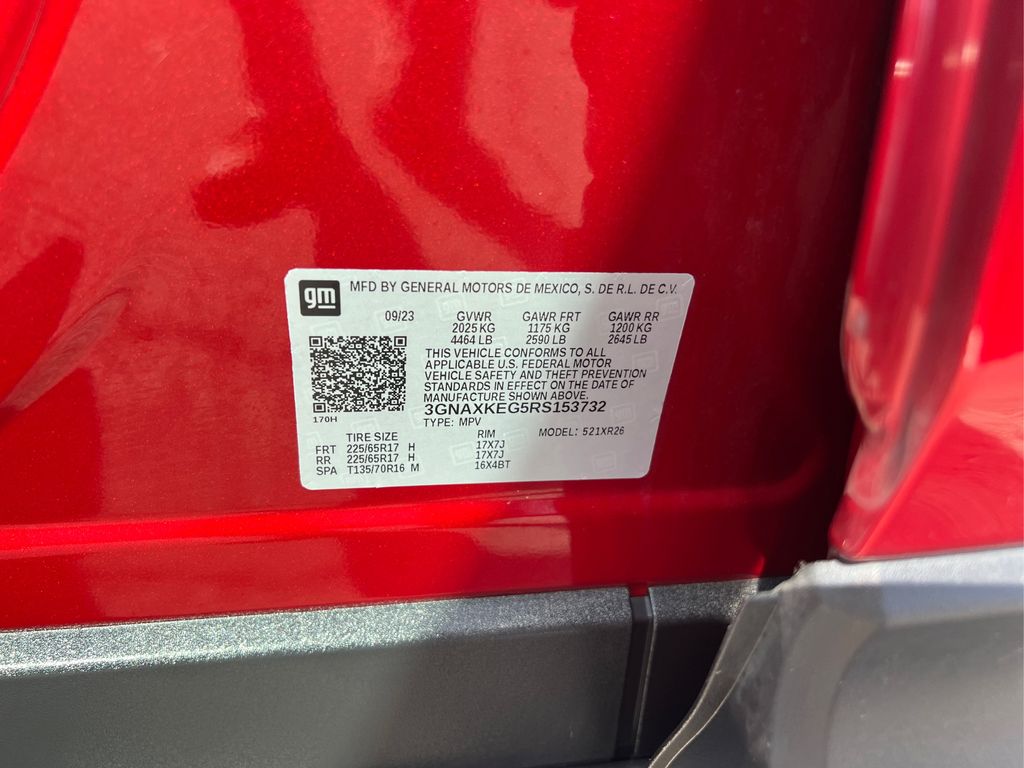 gm MFD BY GENERAL MOTORS DE MEXICO, S. DE R.L. DE C.V.
09/23 GVWR GAWR FRT GAWR RR
2025 KG 1175 KG 1200 KG
4464 LB 2590 LB 2645 LB
THIS VEHICLE CONFORMS TO ALL
APPLICABLE U.S. FEDERAL MOTOR
VEHICLE SAFETY AND THEFT PREVENTION
STANDARDS IN EFFECT ON THE DATE OF
MANUFACTURE SHOWN ABOVE.
3GNAXKEG5RS153732
170H
TYPE: MPV
MODEL: 521XR26
TIRE SIZE RIM
FRT 225/65R17 H 17X7J
RR 225/65R17 H 17X7J
SPA T135/70R16 M 16X4BT